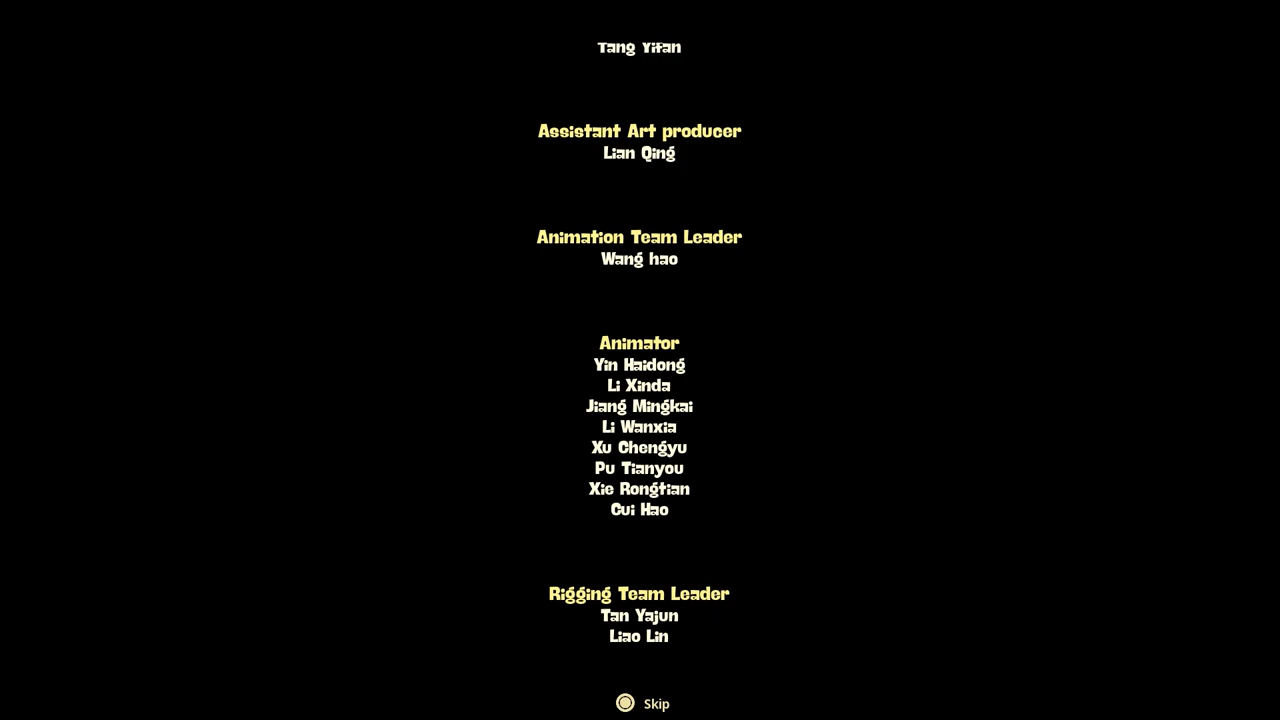 Tang Yifan
Assistant Art producer
Lian Qing
Animation Team Leader
Wang hao
Animator
Yin Haidong
Li Xinda
Jiang Mingkai
Li Wanxia
Xu Chengyu
Pu Tianyou
Xie Rongtian
Cui Hao
Rigging Team Leader
Tan Yajun
Liao Lin
Skip